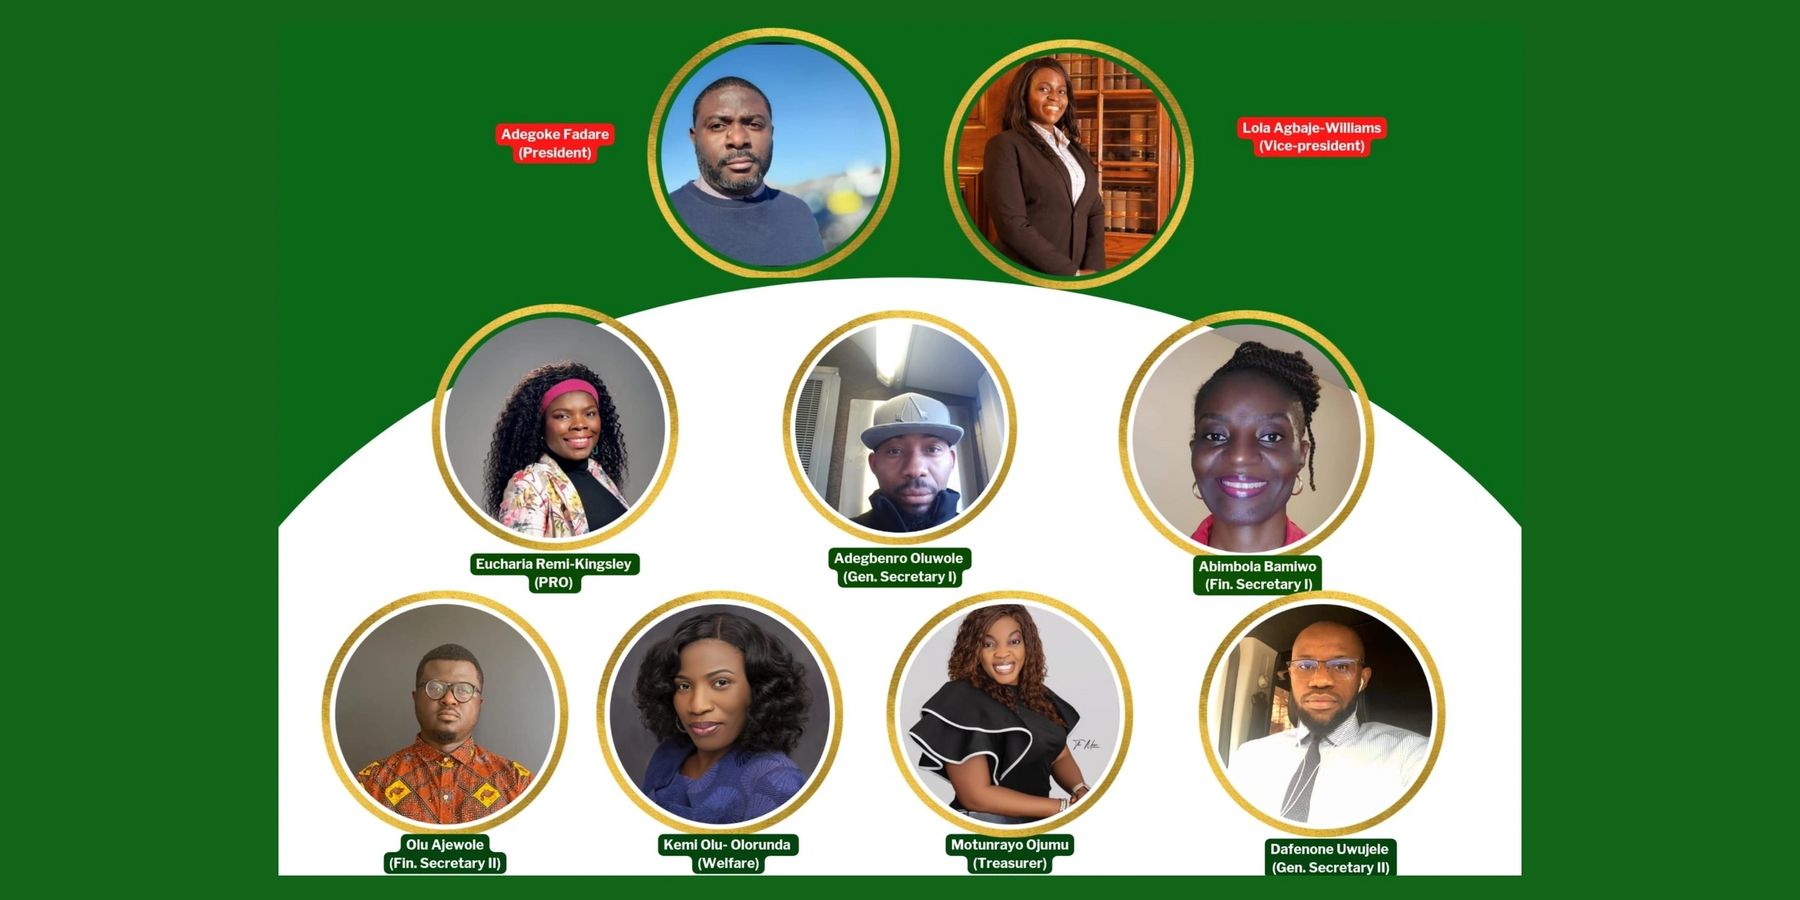 Adegoke Fadare
(President)
Lola Agbaje-Williams
(Vice-president)
Eucharia Remi-Kingsley
(PRO)
Adegbenro Oluwole
(Gen. Secretary I)
Abimbola Bamiwo
(Fin. Secretary I)
Olu Ajewole
(Fin. Secretary II)
Kemi Olu- Olorunda
(Welfare)
Motunrayo Ojumu
(Treasurer)
Dafenone Uwujele
(Gen. Secretary II)